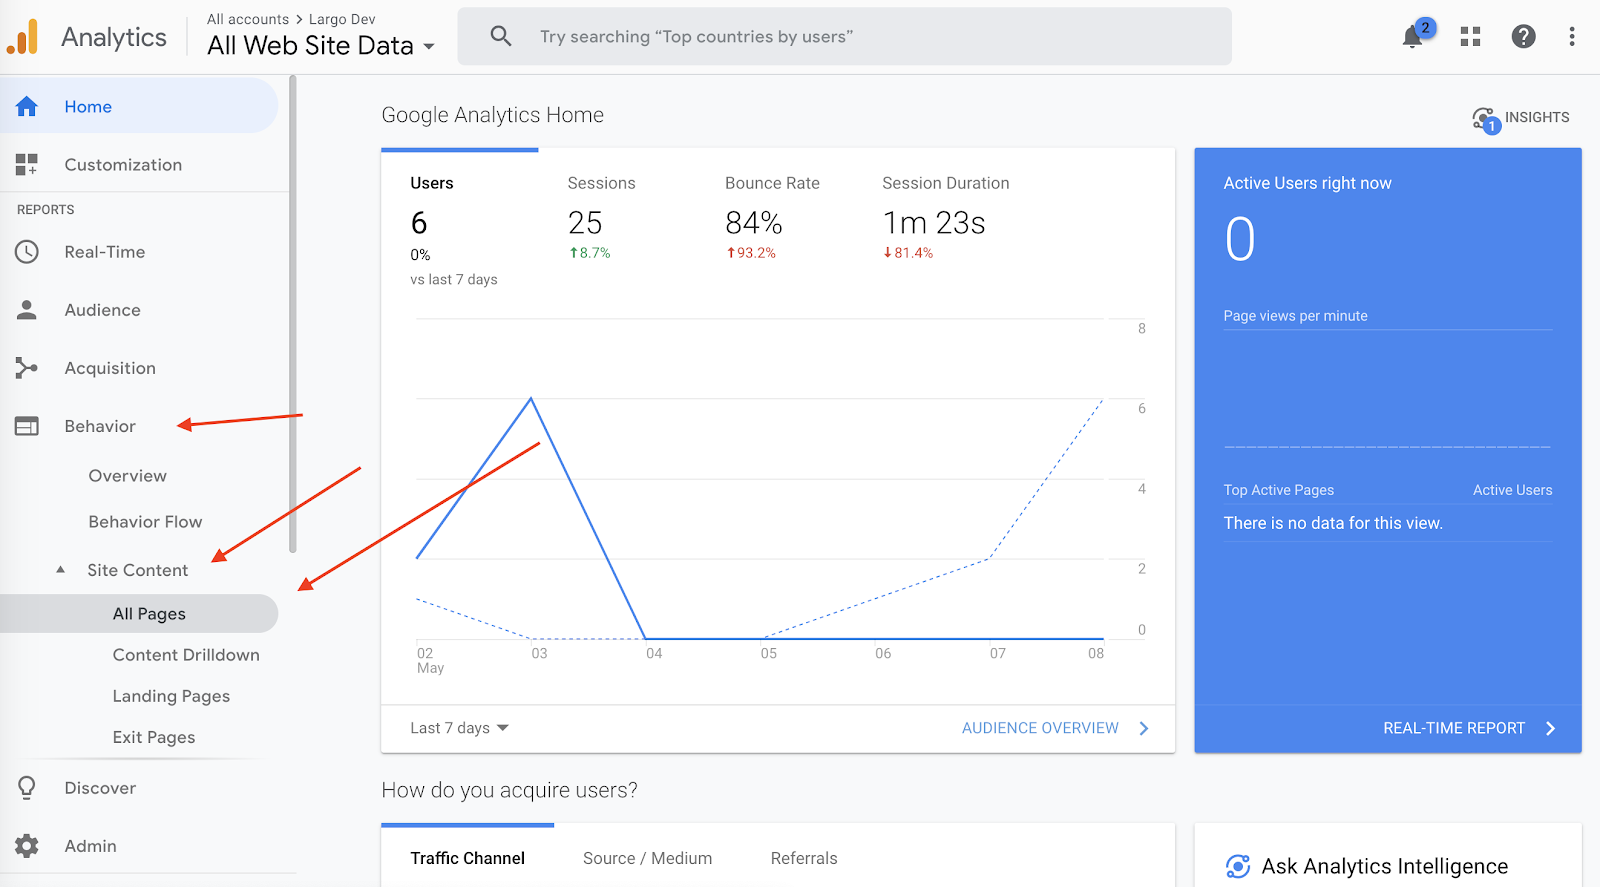 Analytics
All accounts > Largo Dev
All Web Site Data
Try searching “Top countries by users”
2
Home
Customization
REPORTS
Real-Time
Audience
Acquisition
Behavior
Overview
Behavior Flow
Site Content
All Pages
Content Drilldown
Landing Pages
Exit Pages
Discover
Admin
Google Analytics Home
1 INSIGHTS
Users
6
0%
vs last 7 days
Sessions
25
↑8.7%
Bounce Rate
84%
↑93.2%
Session Duration
1m 23s
↓81.4%
8
6
4
2
0
02 03 04 05 06 07 08
May
Last 7 days
AUDIENCE OVERVIEW
Active Users right now
0
Page views per minute
Top Active Pages Active Users
There is no data for this view.
REAL-TIME REPORT
How do you acquire users?
Traffic Channel Source / Medium Referrals
Ask Analytics Intelligence